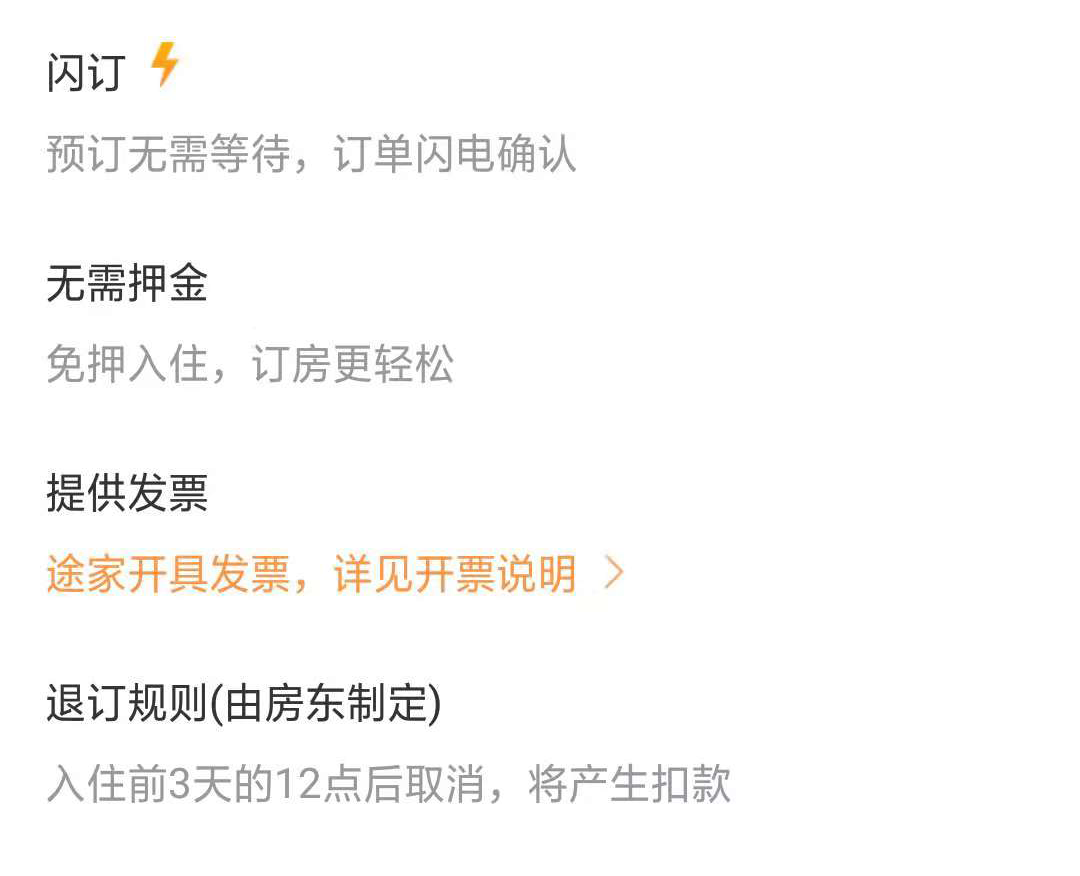 闪订
预订无需等待，订单闪电确认
无需押金
免押入住，订房更轻松
提供发票
途家开具发票，详见开票说明 >
退订规则(由房东制定)
入住前3天的12点后取消，将产生扣款